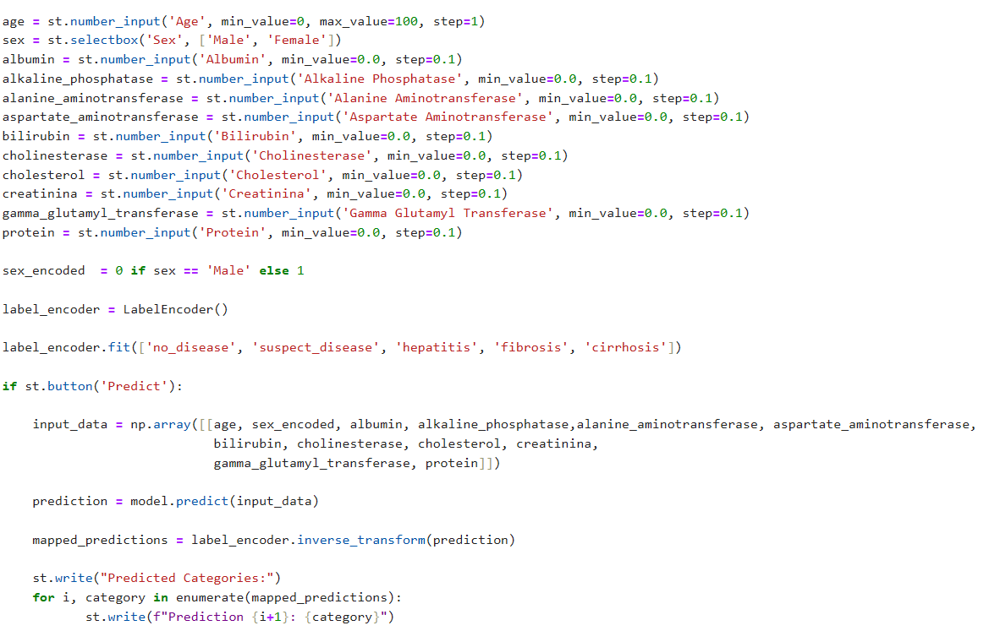 age = st.number_input('Age', min_value=0, max_value=100, step=1)
sex = st.selectbox('Sex', ['Male', 'Female'])
albumin = st.number_input('Albumin', min_value=0.0, step=0.1)
alkaline_phosphatase = st.number_input('Alkaline Phosphatase', min_value=0.0, step=0.1)
alanine_aminotransferase = st.number_input('Alanine Aminotransferase', min_value=0.0, step=0.1)
aspartate_aminotransferase = st.number_input('Aspartate Aminotransferase', min_value=0.0, step=0.1)
bilirubin = st.number_input('Bilirubin', min_value=0.0, step=0.1)
cholinesterase = st.number_input('Cholinesterase', min_value=0.0, step=0.1)
cholesterol = st.number_input('Cholesterol', min_value=0.0, step=0.1)
creatinina = st.number_input('Creatinina', min_value=0.0, step=0.1)
gamma_glutamyl_transferase = st.number_input('Gamma Glutamyl Transferase', min_value=0.0, step=0.1)
protein = st.number_input('Protein', min_value=0.0, step=0.1)
sex_encoded  = 0 if sex == 'Male' else 1
label_encoder = LabelEncoder()
label_encoder.fit(['no_disease', 'suspect_disease', 'hepatitis', 'fibrosis', 'cirrhosis'])
if st.button('Predict'):
    input_data = np.array([[age, sex_encoded, albumin, alkaline_phosphatase,alanine_aminotransferase, aspartate_aminotransferase,
                            bilirubin, cholinesterase, cholesterol, creatinina,
                            gamma_glutamyl_transferase, protein]])
    prediction = model.predict(input_data)
    mapped_predictions = label_encoder.inverse_transform(prediction)
    st.write("Predicted Categories:")
    for i, category in enumerate(mapped_predictions):
           st.write(f"Prediction {i+1}: {category}")